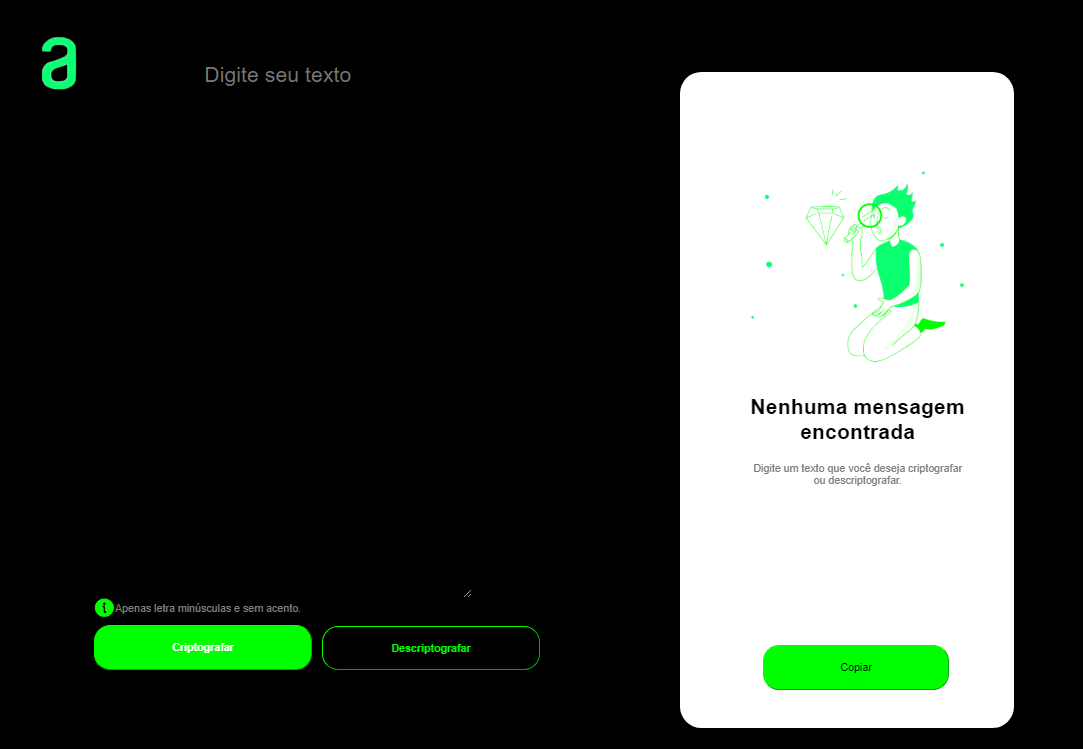 a
Digite seu texto
Nenhuma mensagem
encontrada
Digite um texto que você deseja criptografar
ou descriptografar.
i Apenas letra minúsculas e sem acento.
Criptografar
Descriptografar
Copiar